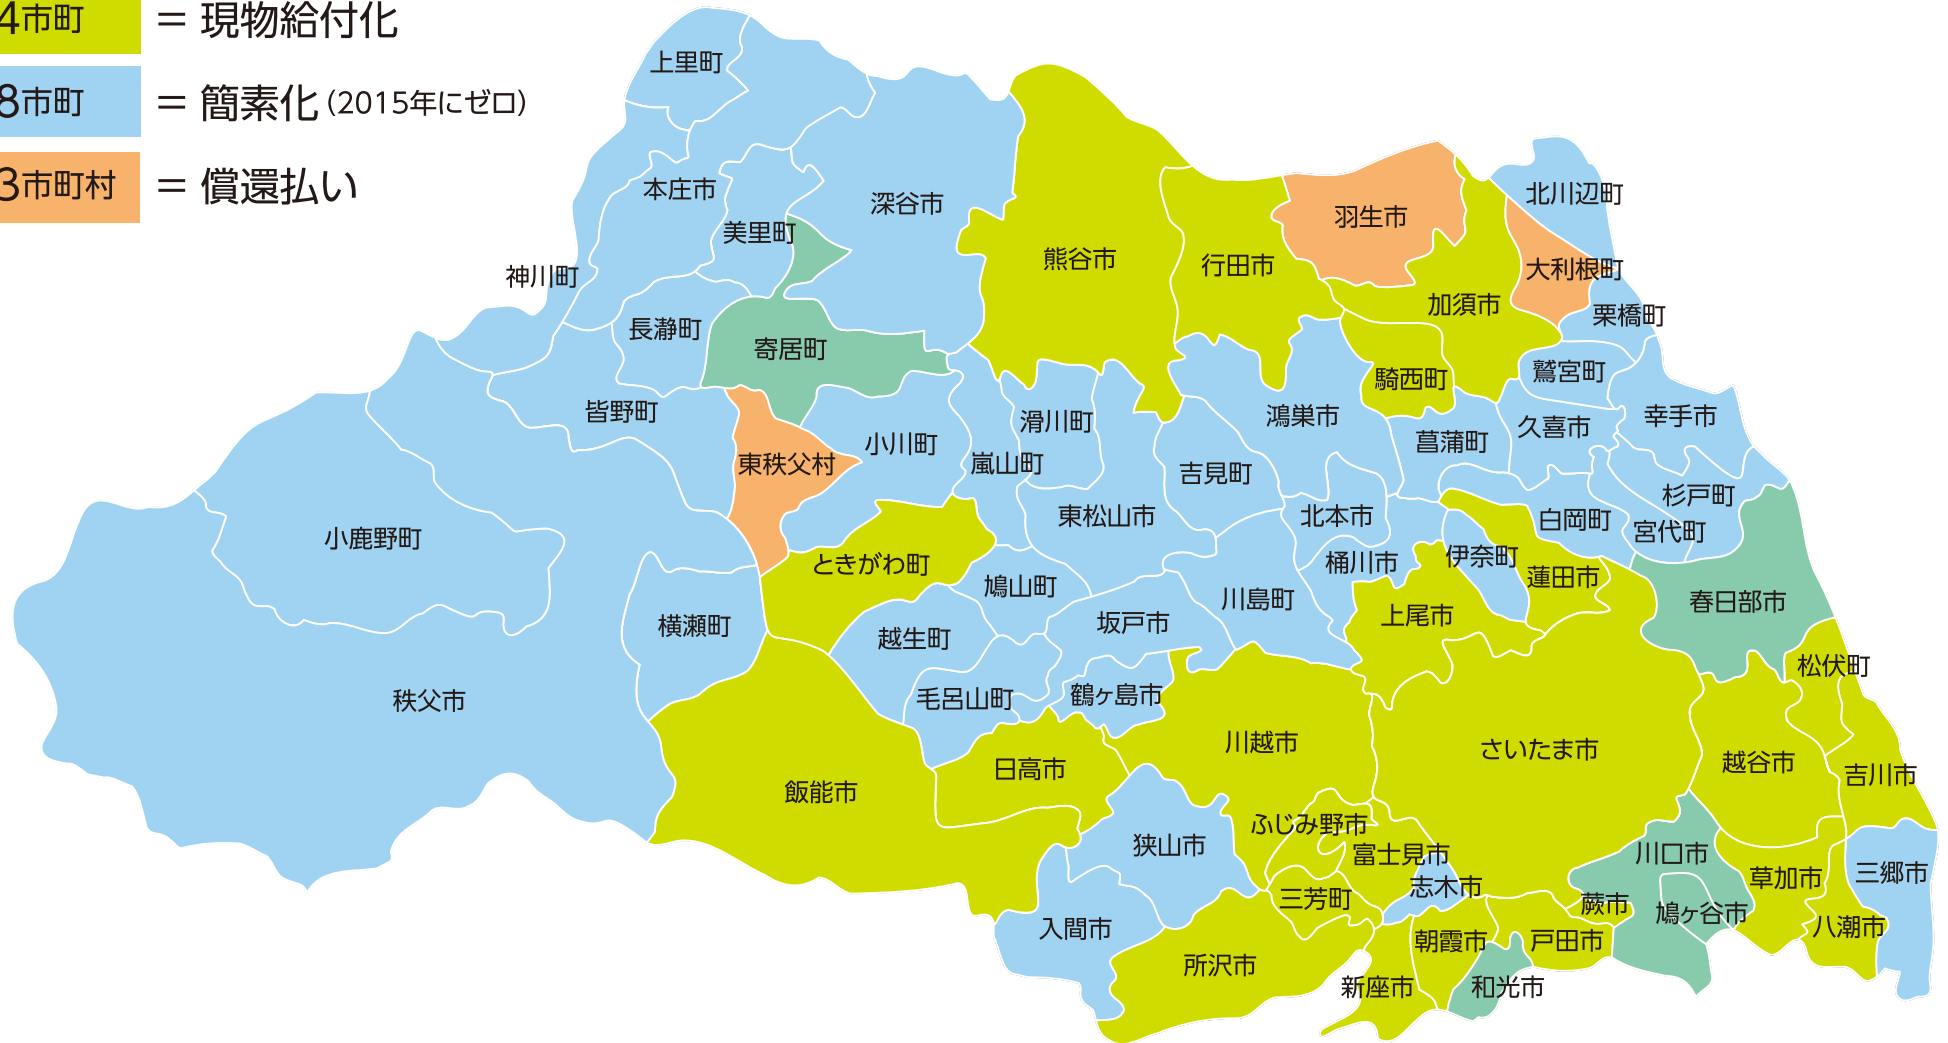 4市町 = 現物給付化
8市町 = 簡素化(2015年にゼロ)
3市町村 = 償還払い
上里町
本庄市
美里町
神川町
深谷市
長瀞町
寄居町
皆野町
熊谷市
行田市
羽生市
加須市
北川辺町
大利根町
栗橋町
騎西町
鷲宮町
鴻巣市
菖蒲町
久喜市
幸手市
滑川町
小川町
嵐山町
東秩父村
吉見町
東松山市
北本市
白岡町
杉戸町
宮代町
小鹿野町
ときがわ町
鳩山町
桶川市
伊奈町
蓮田市
春日部市
横瀬町
越生町
坂戸市
川島町
上尾市
松伏町
秩父市
毛呂山町
鶴ヶ島市
川越市
さいたま市
越谷市
吉川市
飯能市
日高市
ふじみ野市
狭山市
富士見市
志木市
川口市
三郷市
三芳町
蕨市
鳩ヶ谷市
草加市
八潮市
入間市
所沢市
朝霞市
戸田市
新座市
和光市